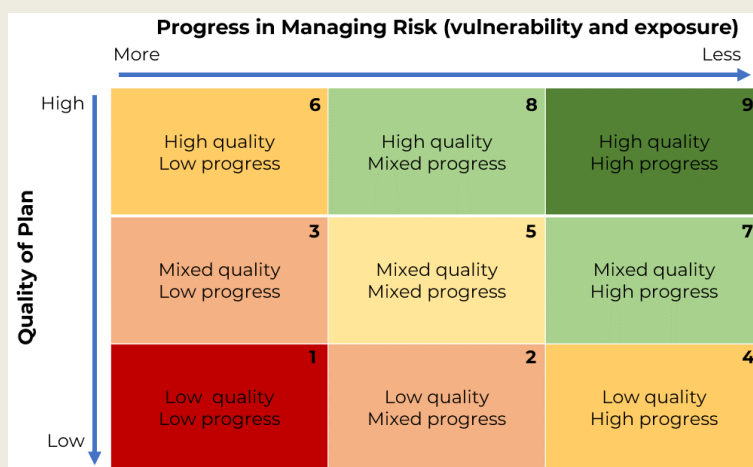 Progress in Managing Risk (vulnerability and exposure)
More
Less
High
6
High quality
Low progress
8
High quality
Mixed progress
9
High quality
High progress
Quality of Plan
3
Mixed quality
Low progress
5
Mixed quality
Mixed progress
7
Mixed quality
High progress
1
Low quality
Low progress
2
Low quality
Mixed progress
4
Low quality
High progress
Low